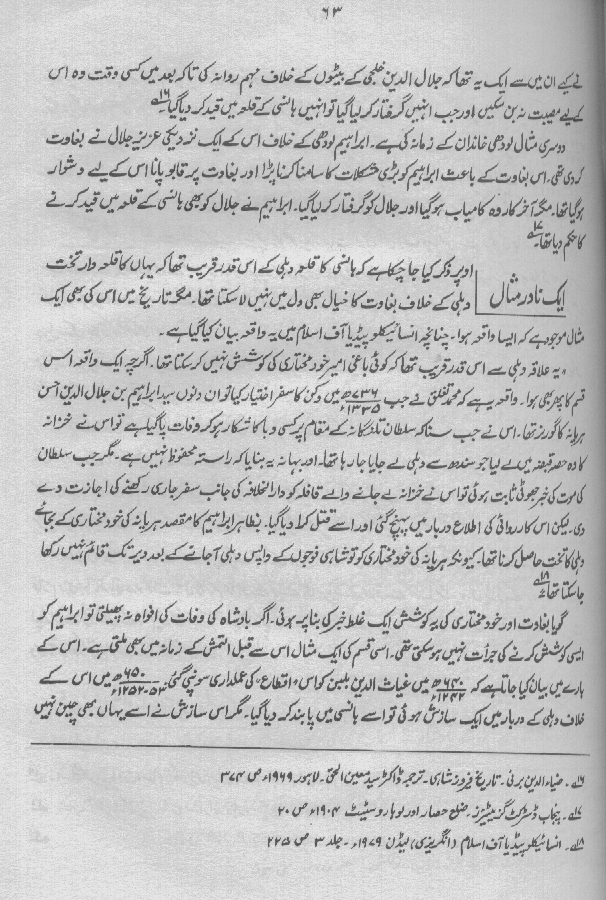 ۶۳
نے کیے ان میں سے ایک یہ تھا کہ جلال الدین خلجی کے بیٹوں کے خلاف مہم روانہ کی تاکہ بعد میں کسی وقت وہ اس
کے لیے مصیبت نہ بن سکیں اور جب انہیں گرفتار کر لیا گیا تو انہیں ہانسی کے قلعہ میں قید کر دیا گیا۔۱۶
دوسری مثال لودھی خاندان کے زمانہ کی ہے۔ ابراہیم لودھی کے خلاف اس کے ایک نزدیکی عزیز جلال نے بغاوت
کر دی تھی۔ اس بغاوت کے باعث ابراہیم کو بڑی مشکلات کا سامنا کرنا پڑا اور بغاوت پر قابو پانا اس کے لیے دشوار
ہو گیا تھا۔ مگر آخر کار وہ کامیاب ہو گیا اور جلال کو گرفتار کر لیا گیا۔ ابراہیم نے جلال کو بھی ہانسی کے قلعہ میں قید کرنے
کا حکم دیا تھا۔۱۷
ایک نادر مثال
اوپر ذکر کیا جا چکا ہے کہ ہانسی کا قلعہ دہلی کے اس قدر قریب تھا کہ یہاں کا قلعہ دار تخت
دہلی کے خلاف بغاوت کا خیال بھی دل میں نہیں لا سکتا تھا۔ مگر تاریخ میں اس کی بھی ایک
مثال موجود ہے کہ ایسا واقعہ ہوا۔ چنانچہ انسائیکلوپیڈیا آف اسلام میں یہ واقعہ بیان کیا گیا ہے۔
"یہ علاقہ دہلی سے اس قدر قریب تھا کہ کوئی باغی امیر خود مختاری کی کوشش نہیں کر سکتا تھا۔ اگرچہ ایک واقعہ اس
قسم کا پھر بھی ہوا۔ واقعہ یہ ہے کہ محمد تغلق نے جب ۷۳۶ھ/۱۳۳۵ء میں دکن کا سفر اختیار کیا تو ان دنوں سید ابراہیم بن جلال الدین احسن
ہریانہ کا گورنر تھا۔ اس نے جب سنا کہ سلطان تلنگانہ کے مقام پر کسی وبا کا شکار ہو کر وفات پا گیا ہے تو اس نے خزانہ
کا وہ حصہ قبضہ میں لے لیا جو سندھ سے دہلی لے جایا جا رہا تھا۔ اور بہانہ یہ بنایا کہ راستہ محفوظ نہیں ہے۔ مگر جب سلطان
کی موت کی خبر جھوٹی ثابت ہوئی تو اس نے خزانہ لے جانے والے قافلہ کو دارالخلافہ کی جانب سفر جاری رکھنے کی اجازت دے
دی۔ لیکن اس کارروائی کی اطلاع دربار میں پہنچ گئی اور اسے قتل کرا دیا گیا۔ بظاہر ابراہیم کا مقصد ہریانہ کی خود مختاری کے بجائے
دہلی کا تخت حاصل کرنا تھا کیونکہ ہریانہ کی خود مختاری کو تو شاہی فوجوں کے واپس دہلی آ جانے کے بعد دیر تک قائم نہیں رکھا
جا سکتا تھا۔۱۸
گویا بغاوت اور خود مختاری کی یہ کوشش ایک غلط خبر کی بنا پر ہوئی۔ اگر بادشاہ کی وفات کی افواہ نہ پھیلتی تو ابراہیم کو
ایسی کوشش کرنے کی جرأت نہیں ہو سکتی تھی۔ اسی قسم کی ایک مثال اس سے قبل التمش کے زمانہ میں بھی ملتی ہے۔ اس کے
بارے میں بیان کیا جاتا ہے کہ ۶۴۰ھ/۱۲۴۲ء میں غیاث الدین بلبن کو اس "اقطاع" کی عملداری سونپی گئی۔ ۶۵۰ھ/۵۳-۱۲۵۲ء میں اس کے
خلاف دہلی کے دربار میں ایک سازش ہوئی تو اسے ہانسی میں پابند کر دیا گیا۔ مگر اس سازش نے اسے یہاں بھی چین نہیں
۱۶۔ ضیاء الدین برنی۔ تاریخ فیروز شاہی۔ ترجمہ ڈاکٹر سید معین الحق۔ لاہور ۱۹۶۹ء ص ۳۷۴
۱۷۔ پنجاب ڈسٹرکٹ گزیٹیئرز۔ ضلع حصار اور لوہارو سٹیٹ ۱۹۰۴ء ص ۲۰
۱۸۔ انسائیکلوپیڈیا آف اسلام (انگریزی) لیڈن ۱۹۷۹ء۔ جلد ۳ ص ۲۲۵